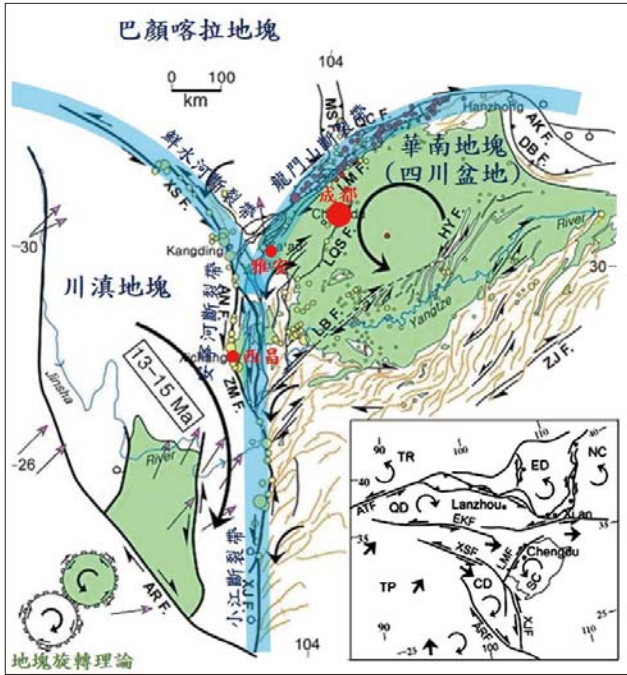 巴顏喀拉地塊
104
0 100
km
Hanzhong
QC F.
AK F.
DB F.
MS F.
鮮水河斷裂帶
龍門山斷裂帶
YM F.
華南地塊
(四川盆地)
XS F.
成都
HY F.
River
LQS F.
30
Kangding
雅安
30
川滇地塊
AN F.
LB F.
Yangtze
安寧河斷裂帶
西昌
ZM F.
ZJ F.
13–15 Ma
Jinsha
River
26
小江斷裂帶
XJ F.
AR F.
104
地塊旋轉理論
110
40
90
100
TR
ED
NC
40
ATF
QD
Lanzhou
Xi an
35
EKF
35
XSF
LMF
Chengdu
SC
TP
CD
25
ARF
XJF
90
25
100
110